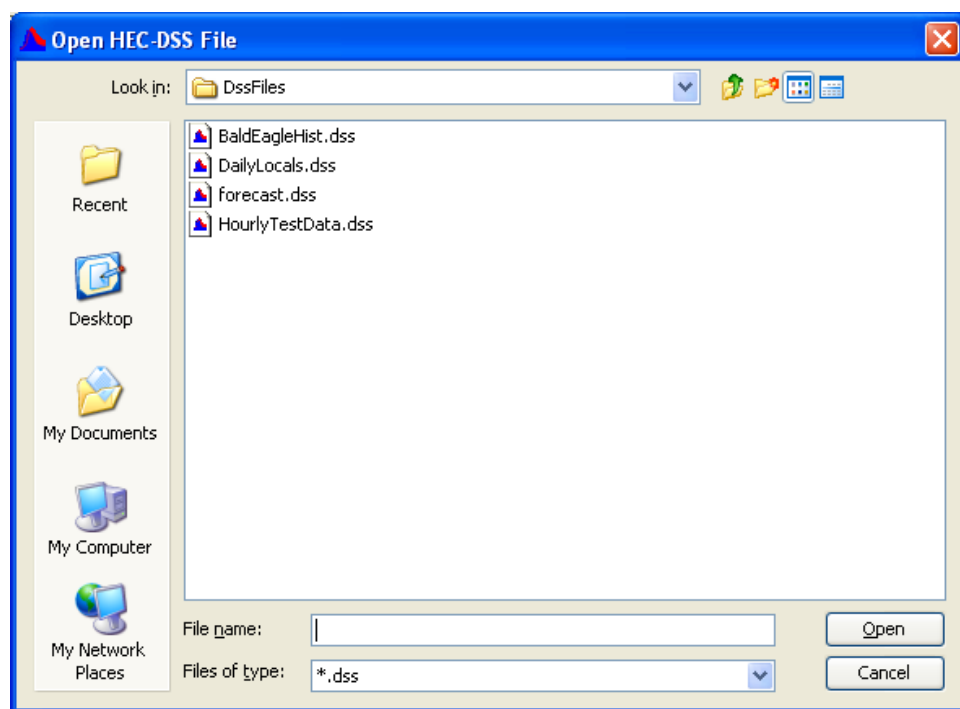 Open HEC-DSS File
Look in: DssFiles
BaldEagleHist.dss
DailyLocals.dss
forecast.dss
HourlyTestData.dss
Recent
Desktop
My Documents
My Computer
My Network
Places
File name:
Open
Files of type: *.dss
Cancel